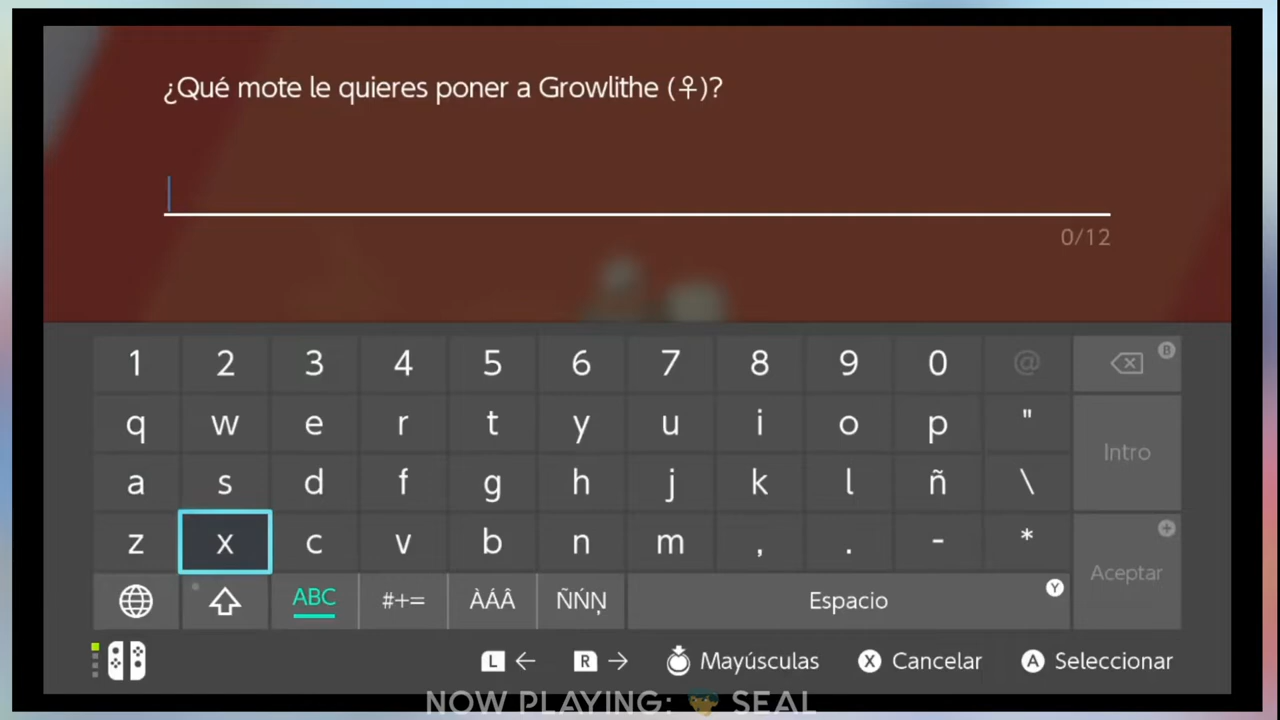 ¿Qué mote le quieres poner a Growlithe (♀)?
0/12
1 2 3 4 5 6 7 8 9 0 @ B
q w e r t y u i o p "
Intro
a s d f g h j k l ñ \
z x c v b n m , . - * +
Aceptar
ABC #+= ÀÁÂ ÑŃŅ Espacio Y
L ← R → Mayúsculas X Cancelar A Seleccionar
NOW PLAYING: SEAL